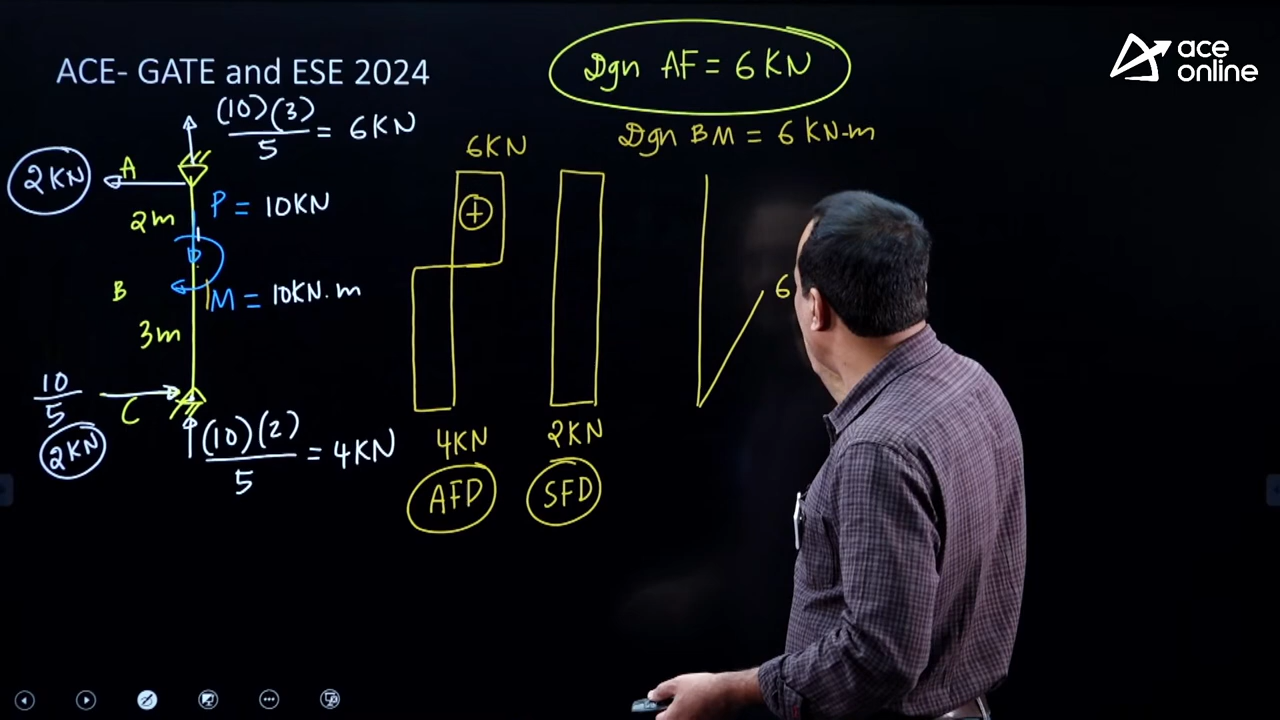 ACE- GATE and ESE 2024
ace
online
Dgn AF = 6 KN
Dgn BM = 6 KN-m
(10)(3)/5 = 6KN
2KN
A
2m
P = 10KN
B
M = 10KN.m
3m
10/5
2KN
C
(10)(2)/5 = 4KN
6KN
+
4KN
AFD
2KN
SFD
6